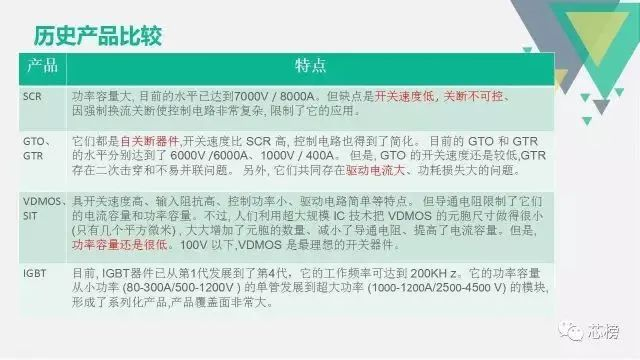 历史产品比较
产品 特点
SCR 功率容量大, 目前的水平已达到7000V / 8000A。但缺点是开关速度低, 关断不可控、
因强制换流关断使控制电路非常复杂, 限制了它的应用。
GTO、 它们都是自关断器件,开关速度比 SCR 高, 控制电路也得到了简化。 目前的 GTO 和 GTR
GTR 的水平分别达到了 6000V /6000A、1000V / 400A。 但是, GTO 的开关速度还是较低,GTR
存在二次击穿和不易并联问题。 另外, 它们共同存在驱动电流大、功耗损失大的问题。
VDMOS、 具开关速度高、输入阻抗高、控制功率小、驱动电路简单等特点。 但导通电阻限制了它们
SIT 的电流容量和功率容量。不过, 人们利用超大规模 IC 技术把 VDMOS 的元胞尺寸做得很小
(只有几个平方微米) , 大大增加了元胞的数量、减小了导通电阻、提高了电流容量。但是,
功率容量还是很低。 100V 以下,VDMOS 是最理想的开关器件。
IGBT 目前, IGBT器件已从第1代发展到了第4代，它的工作频率可达到 200KH z。它的功率容量
从小功率 (80-300A/500-1200V ) 的单管发展到超大功率 (1000-1200A/2500-4500 V) 的模块,
形成了系列化产品,产品覆盖面非常大。
芯榜